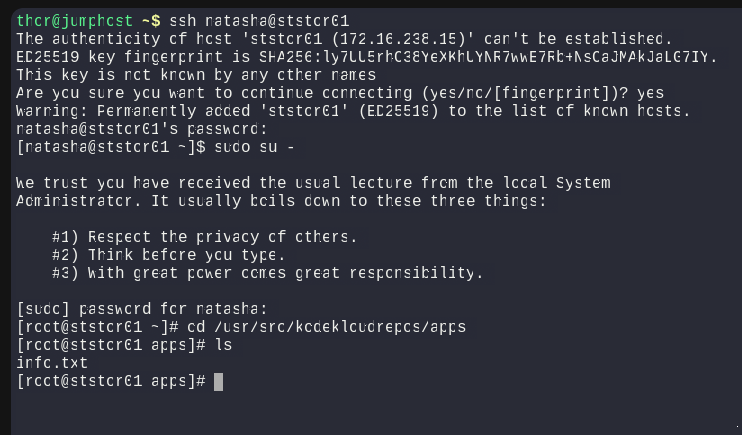 thor@jumphost ~$ ssh natasha@ststor01
The authenticity of host 'ststor01 (172.16.238.15)' can't be established.
ED25519 key fingerprint is SHA256:ly7UU5rhC38YeXKhUYNR7wwE7Rb+NsCaJMAkJaLG7IY.
This key is not known by any other names
Are you sure you want to continue connecting (yes/no/[fingerprint])? yes
Warning: Permanently added 'ststor01' (ED25519) to the list of known hosts.
natasha@ststor01's password:
[natasha@ststor01 ~]$ sudo su -
We trust you have received the usual lecture from the local System
Administrator. It usually boils down to these three things:
#1) Respect the privacy of others.
#2) Think before you type.
#3) With great power comes great responsibility.
[sudo] password for natasha:
[root@ststor01 ~]# cd /usr/src/kodekloudrepos/apps
[root@ststor01 apps]# ls
info.txt
[root@ststor01 apps]#